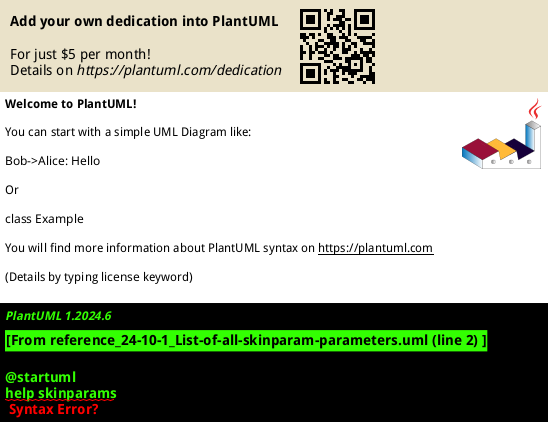 Add your own dedication into PlantUML
For just $5 per month!
Details on https://plantuml.com/dedication
Welcome to PlantUML!
You can start with a simple UML Diagram like:
Bob->Alice: Hello
Or
class Example
You will find more information about PlantUML syntax on https://plantuml.com
(Details by typing license keyword)
PlantUML 1.2024.6
[From reference_24-10-1_List-of-all-skinparam-parameters.uml (line 2) ]
@startuml
help skinparams
Syntax Error?